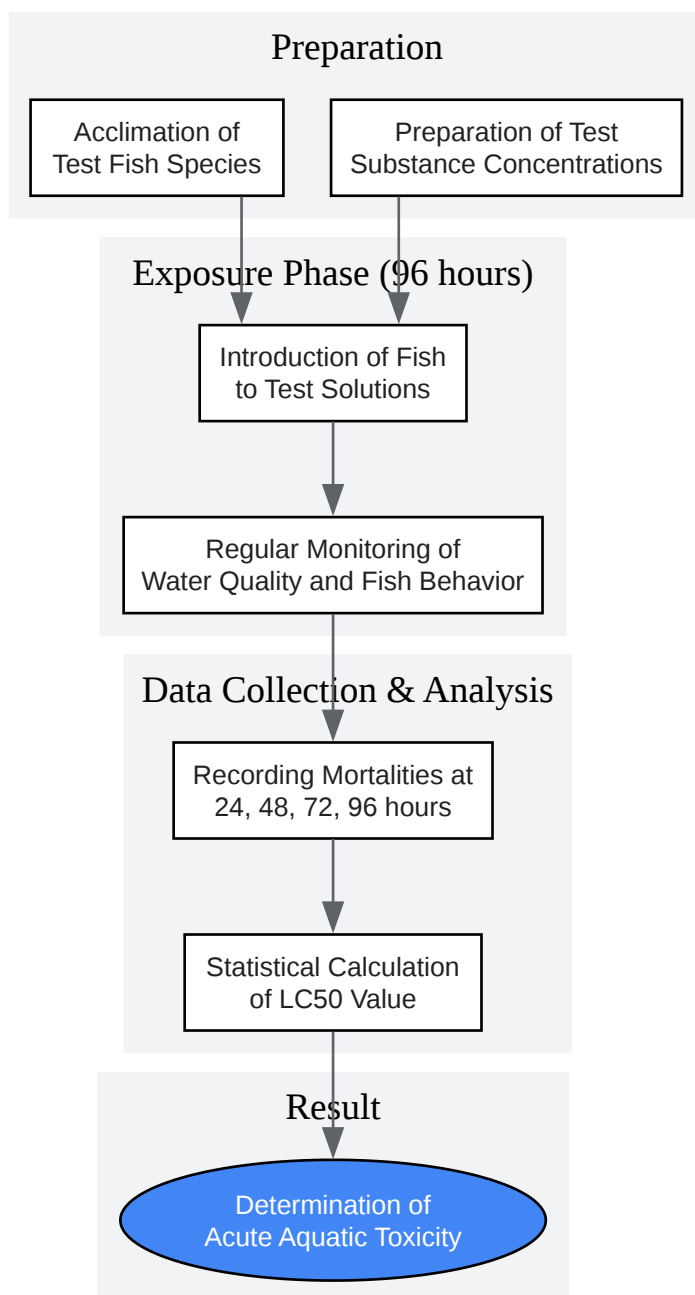 Preparation
Acclimation of
Test Fish Species
Preparation of Test
Substance Concentrations
Exposure Phase (96 hours)
Introduction of Fish
to Test Solutions
Regular Monitoring of
Water Quality and Fish Behavior
Data Collection & Analysis
Recording Mortalities at
24, 48, 72, 96 hours
Statistical Calculation
of LC50 Value
Result
Determination of
Acute Aquatic Toxicity